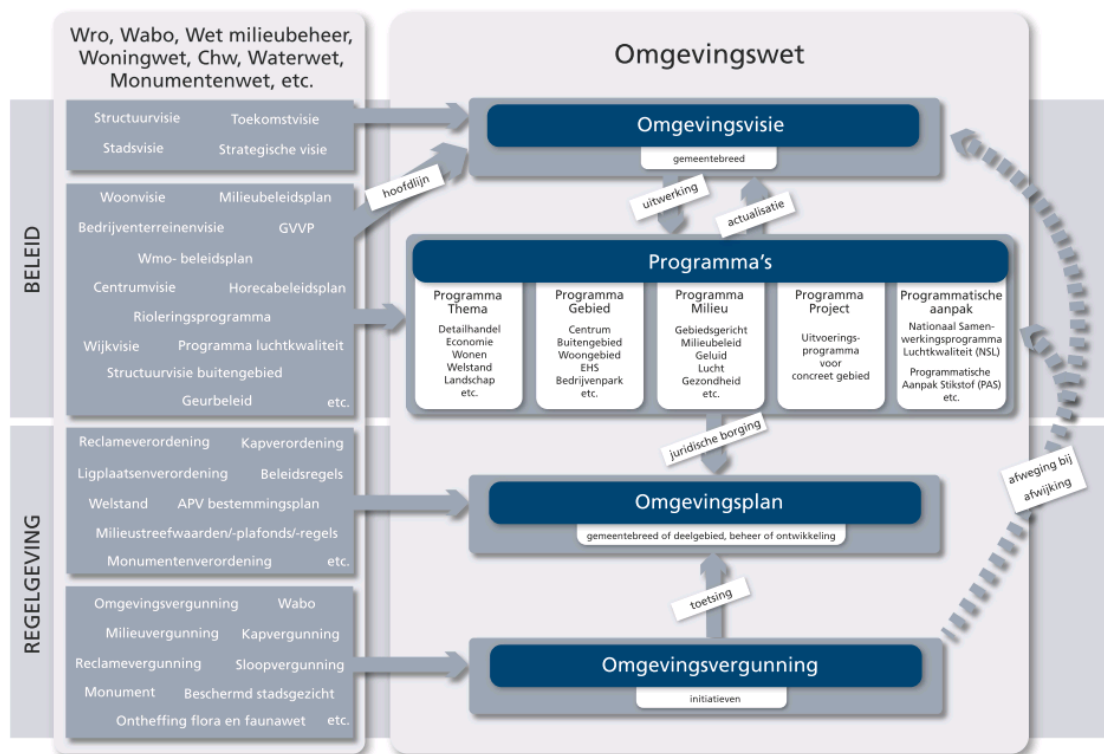 Wro, Wabo, Wet milieubeheer,
Woningwet, Chw, Waterwet,
Monumentenwet, etc.
BELEID
Structuurvisie Toekomstvisie
Stadsvisie Strategische visie
Woonvisie Milieubeleidsplan
Bedrijventerreinenvisie GVVP
Wmo- beleidsplan
Centrumvisie Horecabeleidsplan
Rioleringsprogramma
Wijkvisie Programma luchtkwaliteit
Structuurvisie buitengebied
Geurbeleid etc.
REGELGEVING
Reclameverordening Kapverordening
Ligplaatsenverordening Beleidsregels
Welstand APV bestemmingsplan
Milieustreefwaarden/-plafonds/-regels
Monumentenverordening etc.
Omgevingsvergunning Wabo
Milieuvergunning Kapvergunning
Reclamevergunning Sloopvergunning
Monument Beschermd stadsgezicht
Ontheffing flora en faunawet etc.
Omgevingswet
Omgevingsvisie
gemeentebreed
hoofdlijn
uitwerking
actualisatie
Programma's
Programma
Thema
Detailhandel
Economie
Wonen
Welstand
Landschap
etc.
Programma
Gebied
Centrum
Buitengebied
Woongebied
EHS
Bedrijvenpark
etc.
Programma
Milieu
Gebiedsgericht
Milieubeleid
Geluid
Lucht
Gezondheid
etc.
Programma
Project
Uitvoerings-
programma
voor
concreet gebied
Programmatische
aanpak
Nationaal Samen-
werkingsprogramma
Luchtkwaliteit (NSL)
Programmatische
Aanpak Stikstof (PAS)
etc.
juridische borging
afweging bij
afwijking
Omgevingsplan
gemeentebreed of deelgebied, beheer of ontwikkeling
toetsing
Omgevingsvergunning
initiatieven